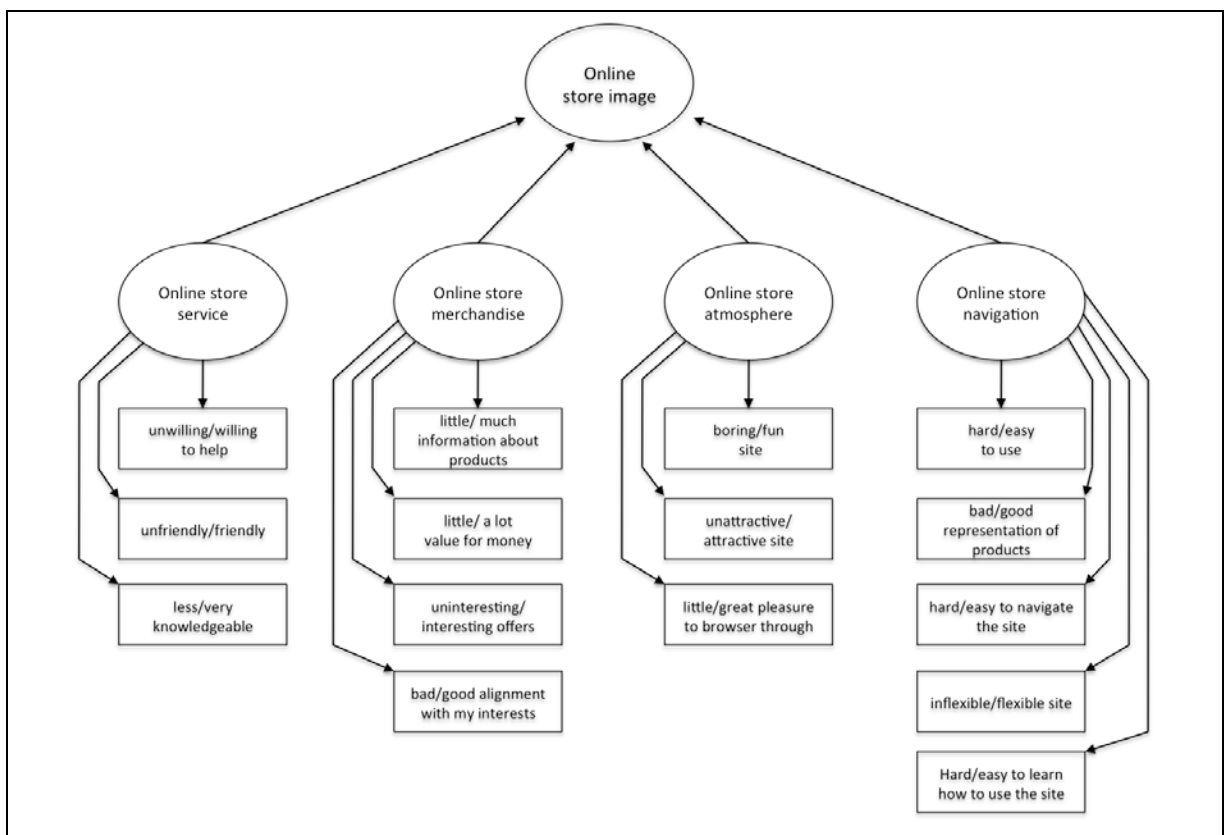 Online
store image
Online store
service
Online store
merchandise
Online store
atmosphere
Online store
navigation
unwilling/willing
to help
unfriendly/friendly
less/very
knowledgeable
little/ much
information about
products
little/ a lot
value for money
uninteresting/
interesting offers
bad/good alignment
with my interests
boring/fun
site
unattractive/
attractive site
little/great pleasure
to browser through
hard/easy
to use
bad/good
representation of
products
hard/easy to navigate
the site
inflexible/flexible site
Hard/easy to learn
how to use the site